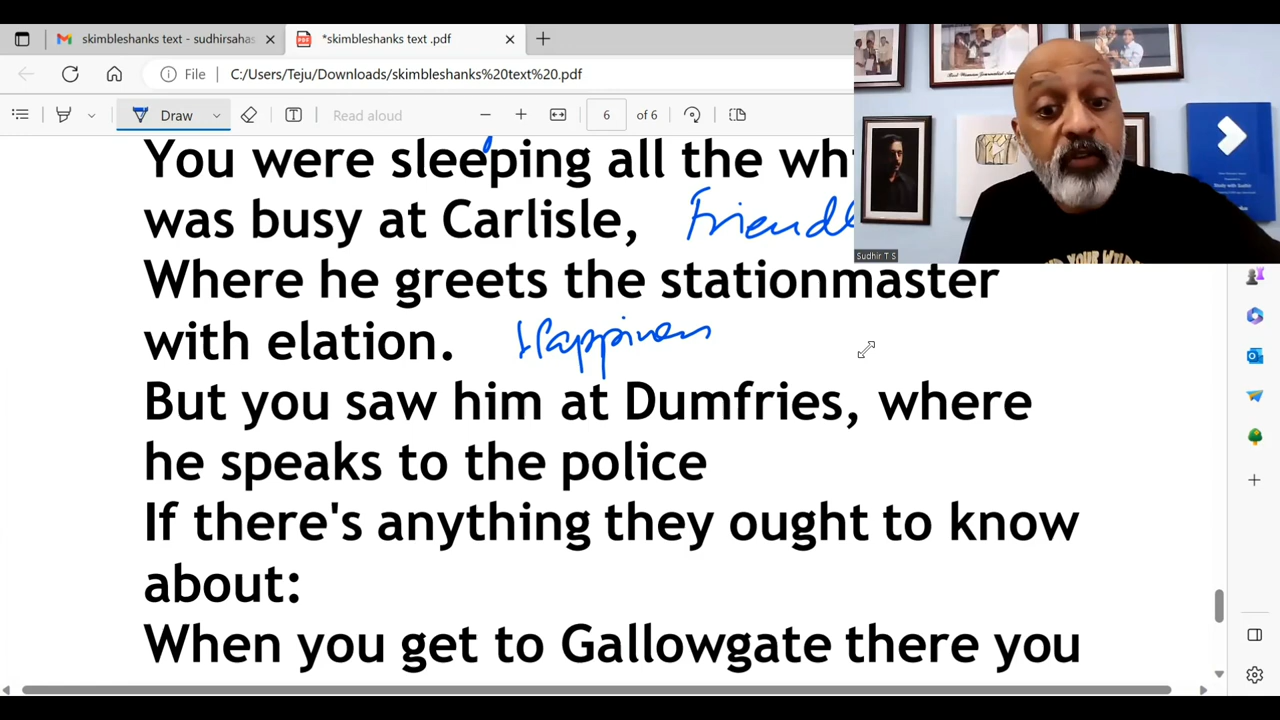 skimbleshanks text - sudhirsahas
*skimbleshanks text .pdf
File C:/Users/Teju/Downloads/skimbleshanks%20text%20.pdf
Draw Read aloud 6 of 6
You were sleeping all the
was busy at Carlisle,
Where he greets the stationmaster
with elation. Happiness
But you saw him at Dumfries, where
he speaks to the police
If there's anything they ought to know
about:
When you get to Gallowgate there you
Sudhir T S